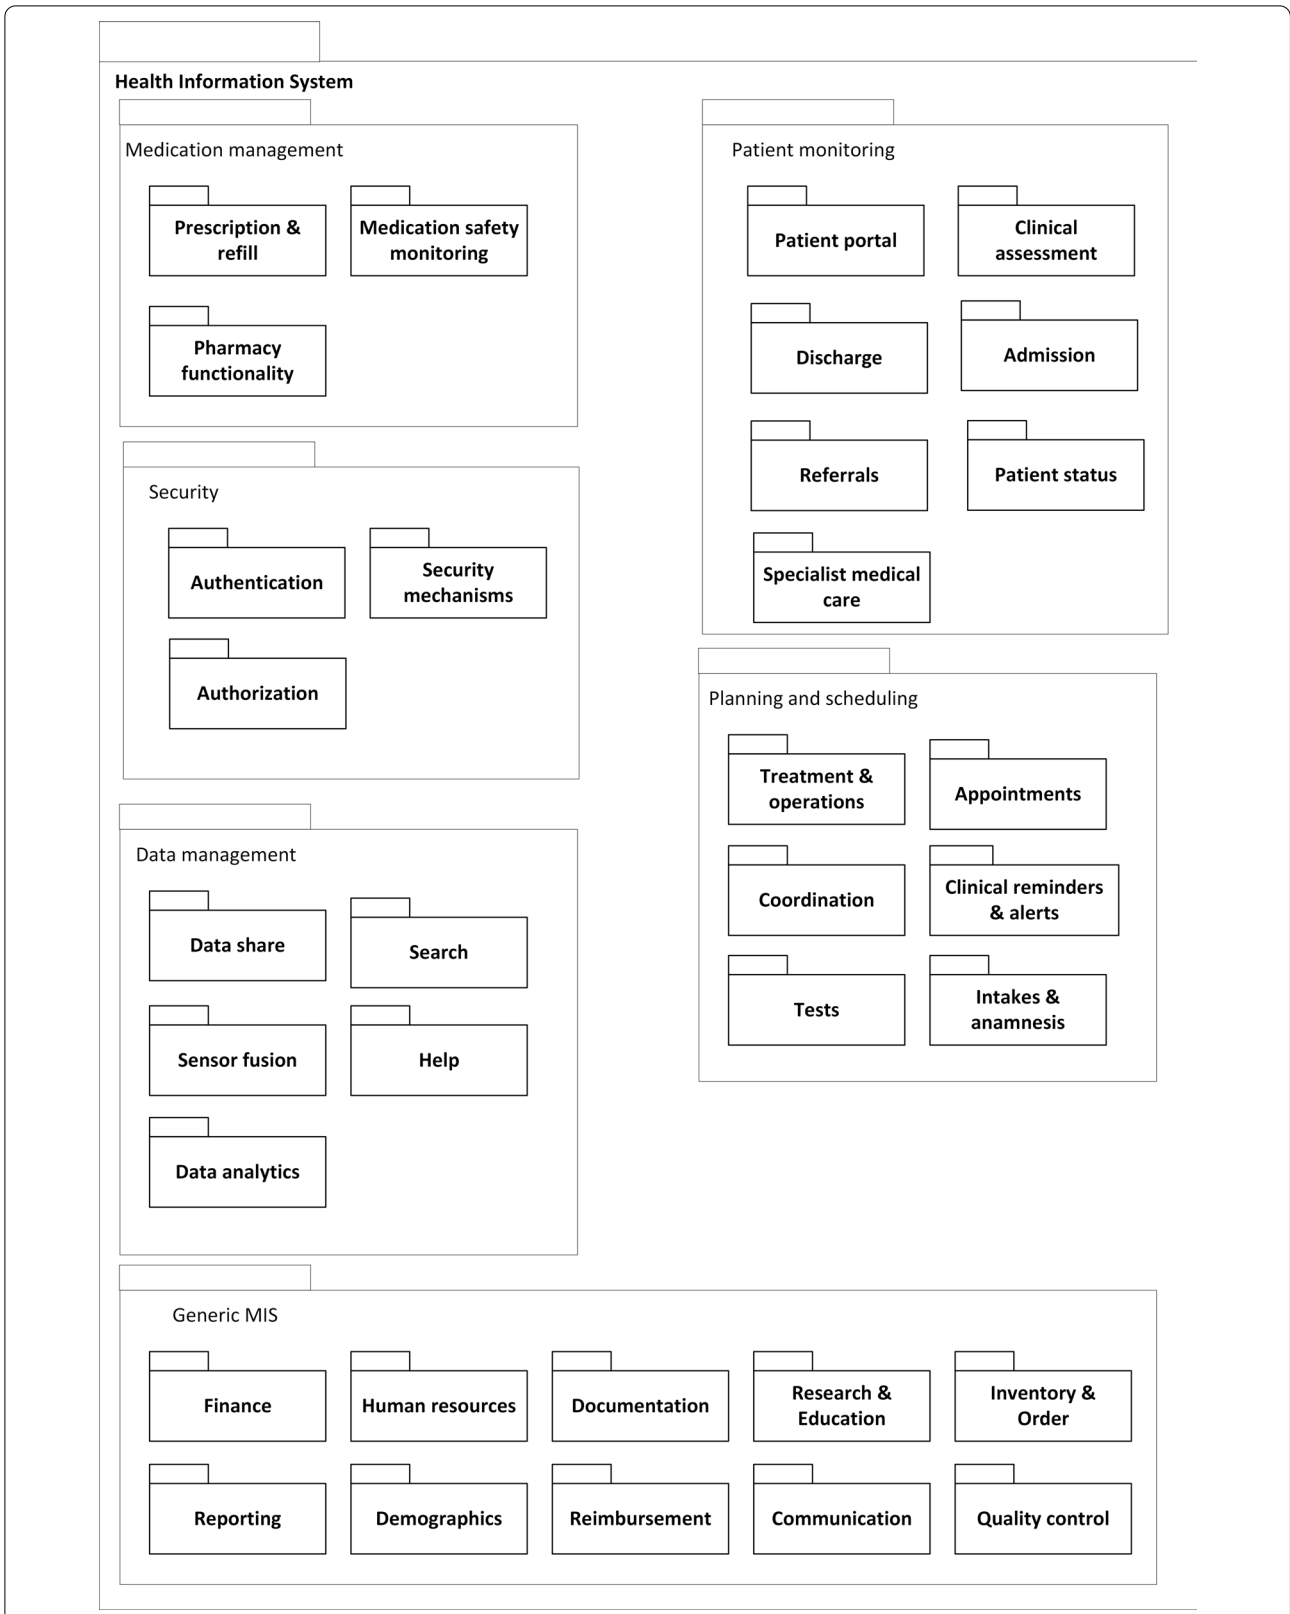 Health Information System
Medication management
Prescription &
refill
Medication safety
monitoring
Pharmacy
functionality
Security
Authentication
Security
mechanisms
Authorization
Data management
Data share
Search
Sensor fusion
Help
Data analytics
Patient monitoring
Patient portal
Clinical
assessment
Discharge
Admission
Referrals
Patient status
Specialist medical
care
Planning and scheduling
Treatment &
operations
Appointments
Coordination
Clinical reminders
& alerts
Tests
Intakes &
anamnesis
Generic MIS
Finance
Human resources
Documentation
Research &
Education
Inventory &
Order
Reporting
Demographics
Reimbursement
Communication
Quality control